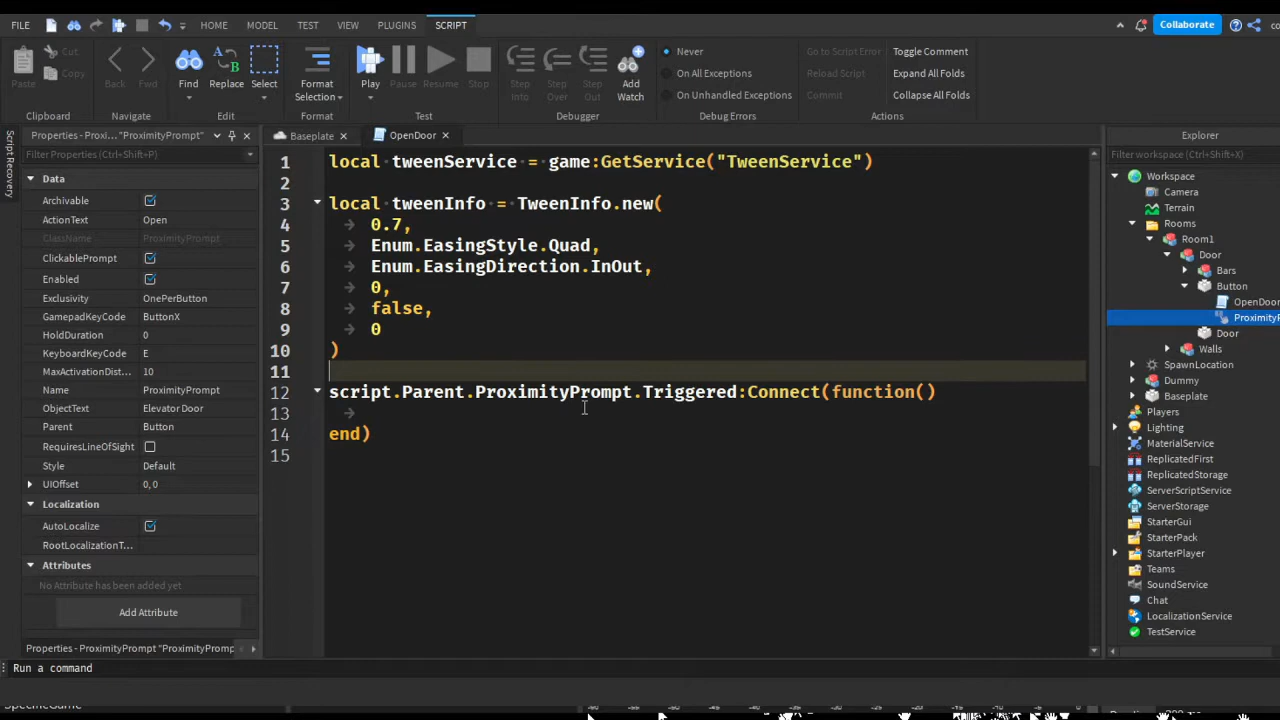 FILE HOME MODEL TEST VIEW PLUGINS SCRIPT Collaborate
Paste Cut Copy
Clipboard
Back Fwd
Navigate
Find Replace Select
Edit
Format Selection
Format
Play Pause Resume Stop
Test
Step Into Step Over Step Out Add Watch
Debugger
Never
On All Exceptions
On Unhandled Exceptions
Debug Errors
Go to Script Error
Reload Script
Commit
Toggle Comment
Expand All Folds
Collapse All Folds
Actions
Script Recovery
Properties - Proxi... "ProximityPrompt"
Filter Properties (Ctrl+Shift+P)
Data
Archivable
ActionText Open
ClassName ProximityPrompt
ClickablePrompt
Enabled
Exclusivity OnePerButton
GamepadKeyCode ButtonX
HoldDuration 0
KeyboardKeyCode E
MaxActivationDist... 10
Name ProximityPrompt
ObjectText Elevator Door
Parent Button
RequiresLineOfSight
Style Default
UIOffset 0, 0
Localization
AutoLocalize
RootLocalizationT...
Attributes
No Attribute has been added yet
Add Attribute
Properties - ProximityPrompt "ProximityPromp
Baseplate OpenDoor
1 local tweenService = game:GetService("TweenService")
2
3 local tweenInfo = TweenInfo.new(
4 0.7,
5 Enum.EasingStyle.Quad,
6 Enum.EasingDirection.InOut,
7 0,
8 false,
9 0
10 )
11
12 script.Parent.ProximityPrompt.Triggered:Connect(function()
13
14 end)
15
Explorer
Filter workspace (Ctrl+Shift+X)
Workspace
Camera
Terrain
Rooms
Room1
Door
Bars
Button
OpenDoor
ProximityP
Door
Walls
SpawnLocation
Dummy
Baseplate
Players
Lighting
MaterialService
ReplicatedFirst
ReplicatedStorage
ServerScriptService
ServerStorage
StarterGui
StarterPack
StarterPlayer
Teams
SoundService
Chat
LocalizationService
TestService
Run a command